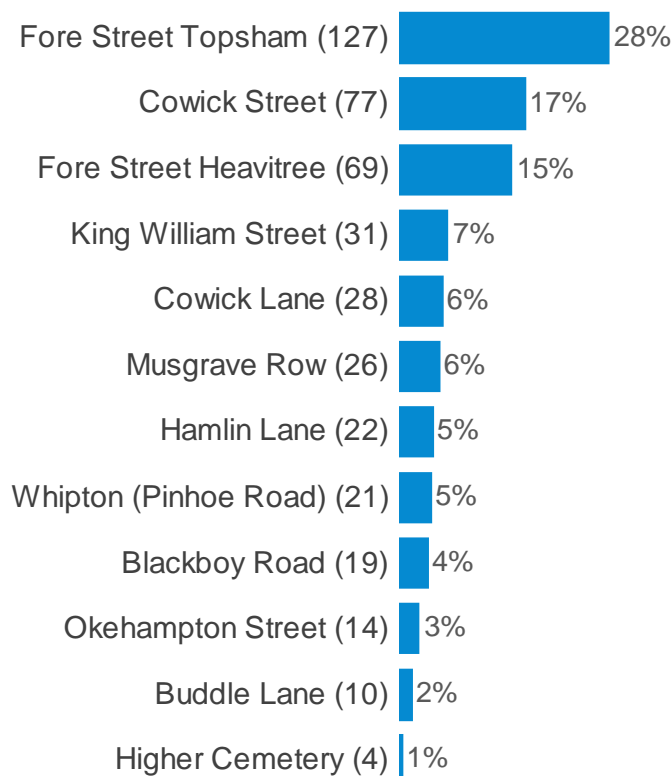 Fore Street Topsham (127) 28%
Cowick Street (77) 17%
Fore Street Heavitree (69) 15%
King William Street (31) 7%
Cowick Lane (28) 6%
Musgrave Row (26) 6%
Hamlin Lane (22) 5%
Whipton (Pinhoe Road) (21) 5%
Blackboy Road (19) 4%
Okehampton Street (14) 3%
Buddle Lane (10) 2%
Higher Cemetery (4) 1%